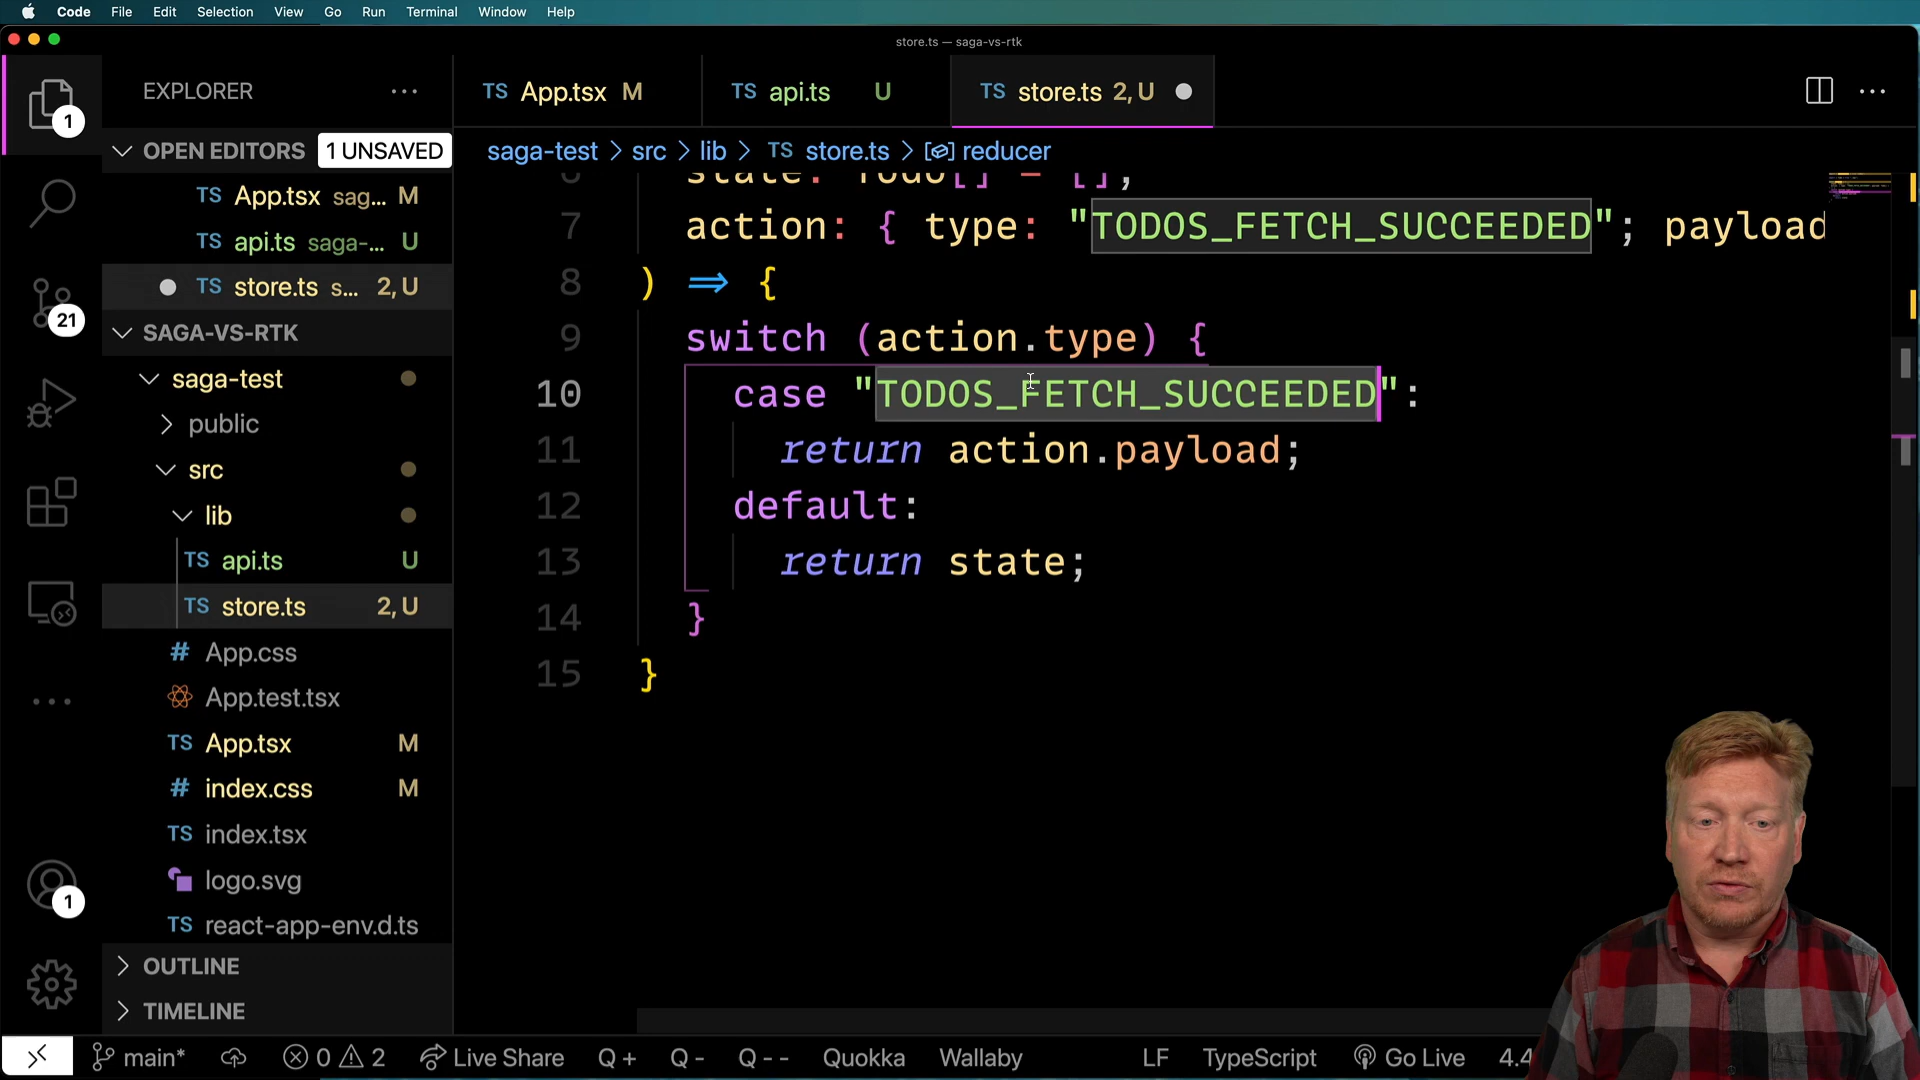 Code File Edit Selection View Go Run Terminal Window Help
store.ts — saga-vs-rtk
EXPLORER
TS App.tsx M
TS api.ts U
TS store.ts 2, U
1
OPEN EDITORS 1 UNSAVED
saga-test > src > lib > TS store.ts > reducer
TS App.tsx sag... M
TS api.ts saga-... U
TS store.ts s... 2, U
21
SAGA-VS-RTK
saga-test
public
src
lib
TS api.ts U
TS store.ts 2, U
# App.css
App.test.tsx
TS App.tsx M
# index.css M
TS index.tsx
logo.svg
TS react-app-env.d.ts
1
OUTLINE
TIMELINE
6 state: Todo[] = [],
7 action: { type: "TODOS_FETCH_SUCCEEDED"; payload
8 ) => {
9 switch (action.type) {
10 case "TODOS_FETCH_SUCCEEDED":
11 return action.payload;
12 default:
13 return state;
14 }
15 }
main* 0 2 Live Share Q+ Q- Q-- Quokka Wallaby LF TypeScript Go Live 4.4